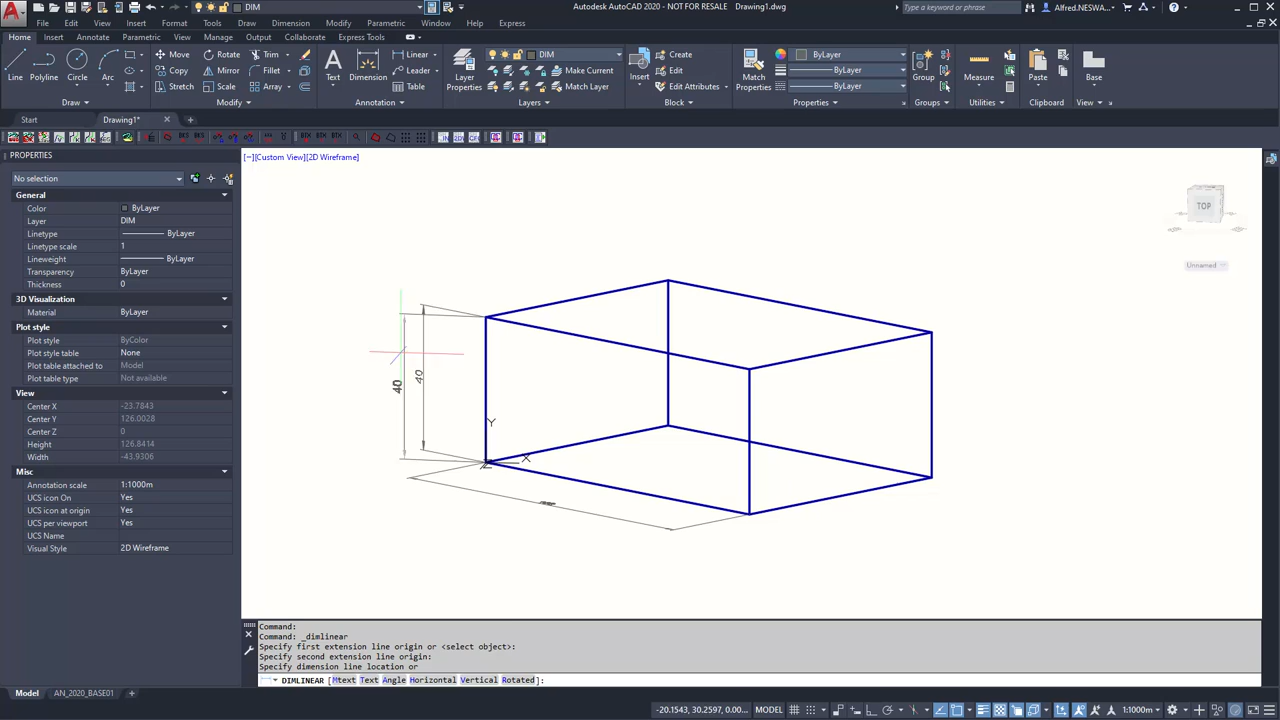 DIM
Autodesk AutoCAD 2020 - NOT FOR RESALE Drawing1.dwg
Type a keyword or phrase
Alfred.NESWA...
File Edit View Insert Format Tools Draw Dimension Modify Parametric Window Help Express
Home Insert Annotate Parametric View Manage Output Collaborate Express Tools
Line
Polyline
Circle
Arc
Move
Rotate
Trim
Copy
Mirror
Fillet
Stretch
Scale
Array
Text
Dimension
Linear
Leader
Table
Layer
Properties
DIM
Make Current
Match Layer
Insert
Create
Edit
Edit Attributes
Match
Properties
ByLayer
ByLayer
ByLayer
Group
Measure
Paste
Base
Draw
Modify
Annotation
Layers
Block
Properties
Groups
Utilities
Clipboard
View
Start
Drawing1*
PROPERTIES
No selection
General
Color ByLayer
Layer DIM
Linetype ByLayer
Linetype scale 1
Lineweight ByLayer
Transparency ByLayer
Thickness 0
3D Visualization
Material ByLayer
Plot style
Plot style ByColor
Plot style table None
Plot table attached to Model
Plot table type Not available
View
Center X -23.7843
Center Y 126.0028
Center Z 0
Height 126.8414
Width -43.9306
Misc
Annotation scale 1:1000m
UCS icon On Yes
UCS icon at origin Yes
UCS per viewport Yes
UCS Name
Visual Style 2D Wireframe
[−][Custom View][2D Wireframe]
TOP
Unnamed
40
40
Y
X
Z
Command:
Command: _dimlinear
Specify first extension line origin or <select object>:
Specify second extension line origin:
Specify dimension line location or
DIMLINEAR [Mtext Text Angle Horizontal Vertical Rotated]:
Model
AN_2020_BASE01
-20.1543, 30.2597, 0.00...
MODEL
1:1000m